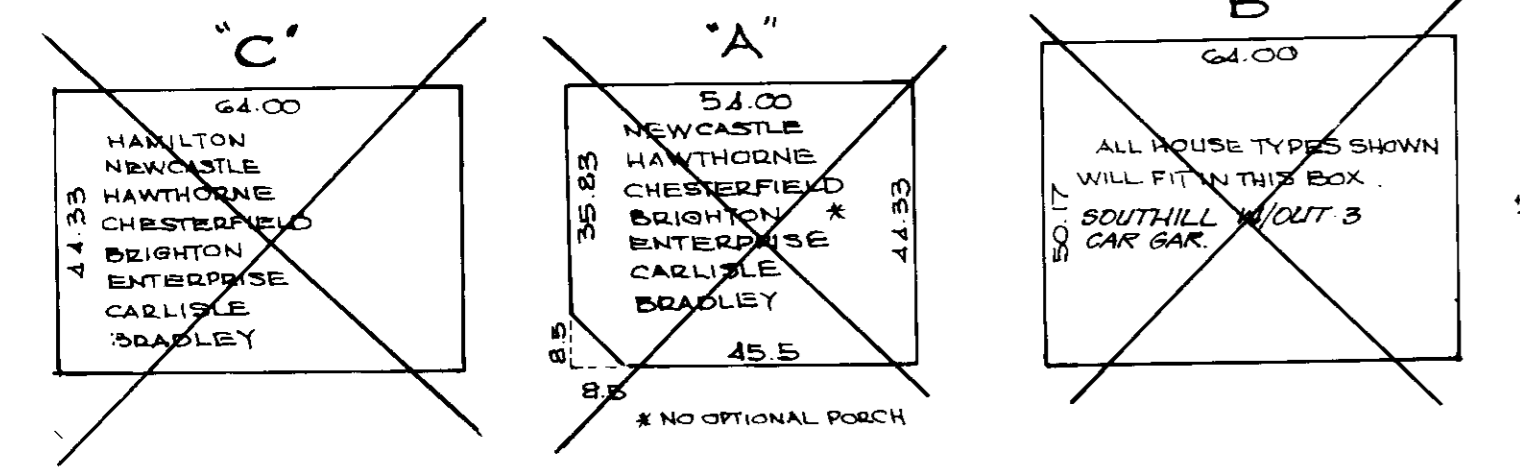 "C"
64.00
44.33
HAMILTON
NEWCASTLE
HAWTHORNE
CHESTERFIELD
BRIGHTON
ENTERPRISE
CARLISLE
BRADLEY
"A"
54.00
35.83
44.33
NEWCASTLE
HAWTHORNE
CHESTERFIELD
BRIGHTON *
ENTERPRISE
CARLISLE
BRADLEY
8.5
45.5
8.5
* NO OPTIONAL PORCH
64.00
50.17
ALL HOUSE TYPES SHOWN
WILL FIT IN THIS BOX.
SOUTHILL W/OUT 3
CAR GAR.